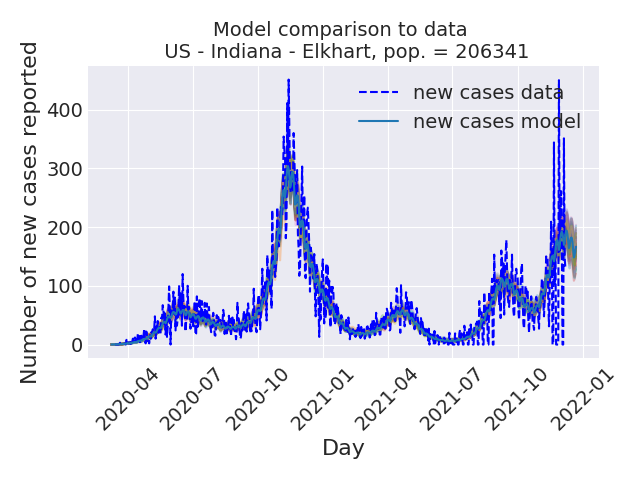 Model comparison to data
US - Indiana - Elkhart, pop. = 206341
Number of new cases reported
400
300
200
100
0
new cases data
new cases model
2020-04
2020-07
2020-10
2021-01
2021-04
2021-07
2021-10
2022-01
Day